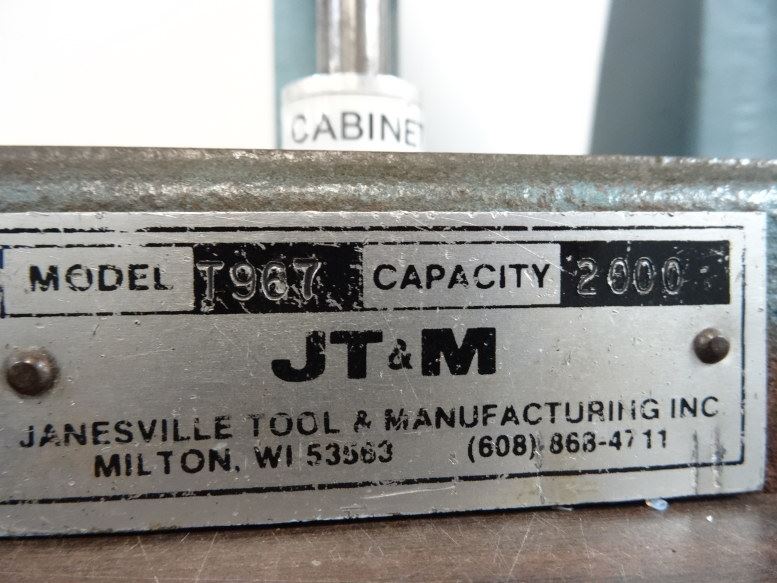 CABINET
MODEL T967 CAPACITY 2000
JT&M
JANESVILLE TOOL & MANUFACTURING INC
MILTON, WI 53563 (608) 868-4711